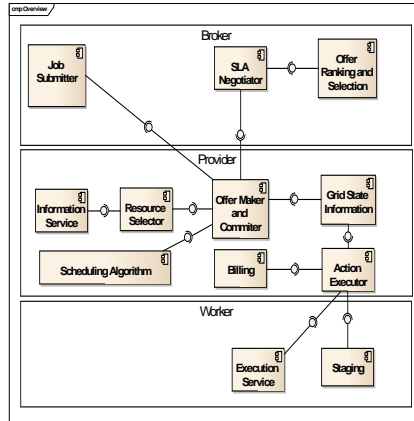 cmp Overview
Broker
Job
Submitter
SLA
Negotiator
Offer
Ranking and
Selection
Provider
Information
Service
Resource
Selector
Offer Maker
and
Commiter
Grid State
Information
Scheduling Algorithm
Billing
Action
Executor
Worker
Execution
Service
Staging